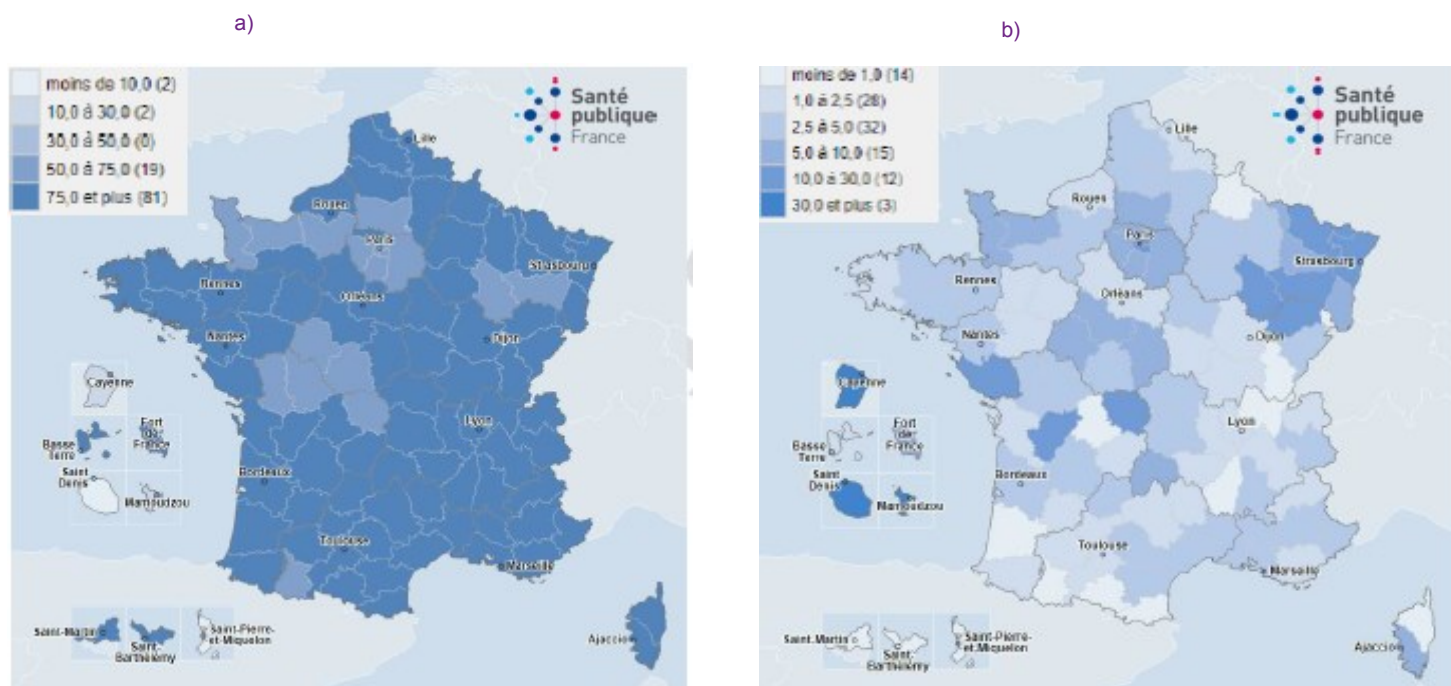 a)
moins de 10,0 (2)
10,0 à 30,0 (2)
30,0 à 50,0 (0)
50,0 à 75,0 (19)
75,0 et plus (81)
Santé
publique
France
Lille
Rouen
Paris
Strasbourg
Rennes
Orléans
Nantes
Dijon
Cayenne
Lyon
Fort
de
France
Basse
Terre
Saint
Denis
Mamoudzou
Bordeaux
Toulouse
Marseille
Saint-Martin
Saint-
Barthélemy
Saint-Pierre-
et-Miquelon
Ajaccio
b)
moins de 1,0 (14)
1,0 à 2,5 (28)
2,5 à 5,0 (32)
5,0 à 10,0 (15)
10,0 à 30,0 (12)
30,0 et plus (3)
Santé
publique
France
Lille
Rouen
Paris
Strasbourg
Rennes
Orléans
Nantes
Dijon
Cayenne
Lyon
Fort
de
France
Basse
Terre
Saint
Denis
Mamoudzou
Bordeaux
Toulouse
Marseille
Saint-Martin
Saint-
Barthélemy
Saint-Pierre-
et-Miquelon
Ajaccio